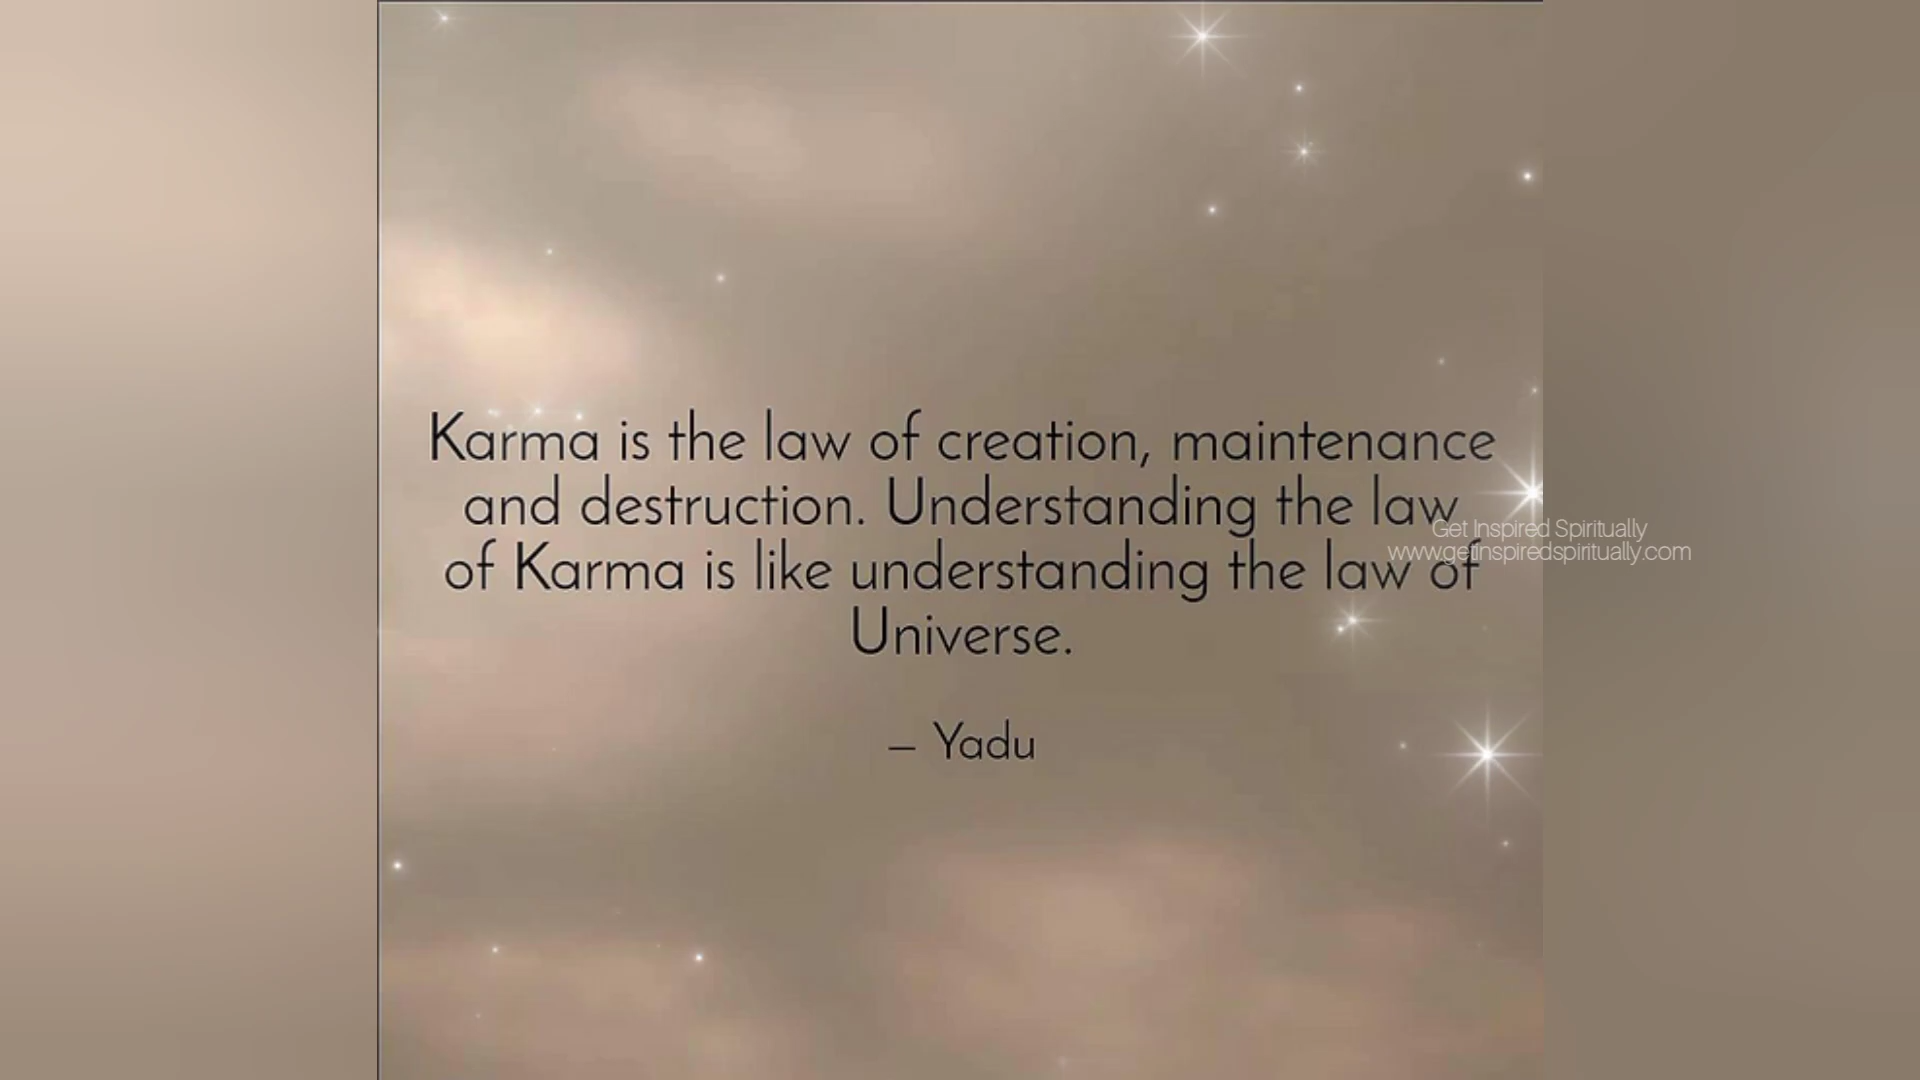 Karma is the law of creation, maintenance
and destruction. Understanding the law
of Karma is like understanding the law of
Universe.
– Yadu
Get Inspired Spiritually
www.getinspiredspiritually.com